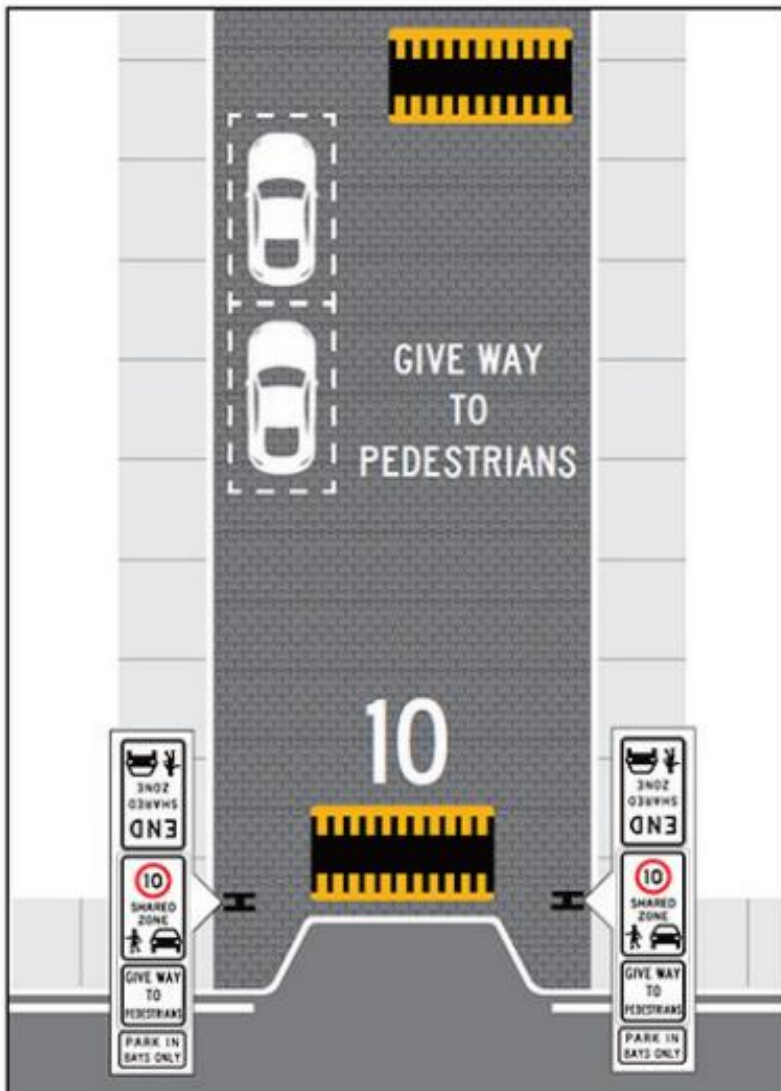 GIVE WAY
TO
PEDESTRIANS
10
END
SHARED
ZONE
10
SHARED
ZONE
GIVE WAY
TO
PEDESTRIANS
PARK IN
BAYS ONLY
END
SHARED
ZONE
10
SHARED
ZONE
GIVE WAY
TO
PEDESTRIANS
PARK IN
BAYS ONLY